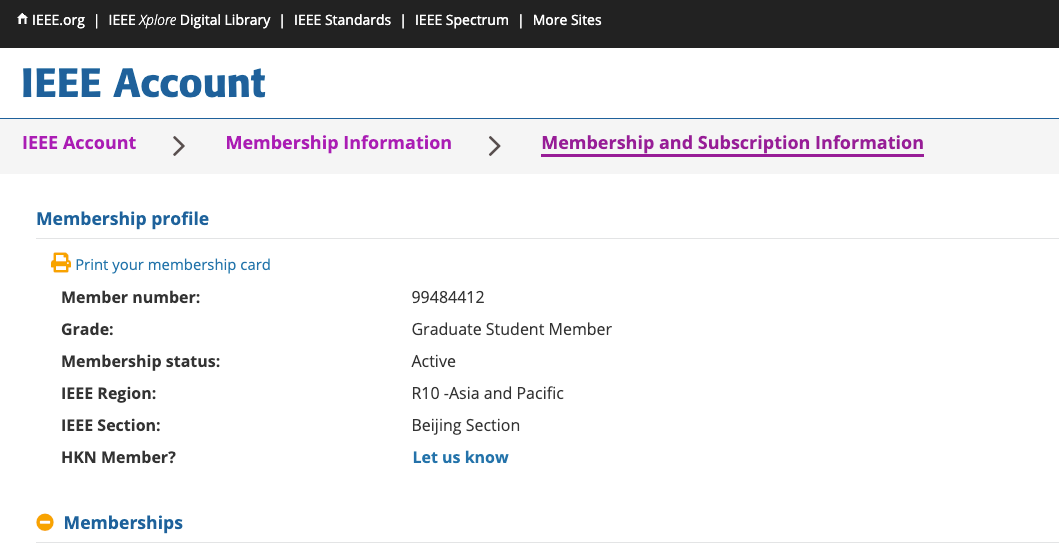 IEEE.org | IEEE Xplore Digital Library | IEEE Standards | IEEE Spectrum | More Sites
IEEE Account
IEEE Account > Membership Information > Membership and Subscription Information
Membership profile
Print your membership card
Member number: 99484412
Grade: Graduate Student Member
Membership status: Active
IEEE Region: R10 -Asia and Pacific
IEEE Section: Beijing Section
HKN Member? Let us know
Memberships